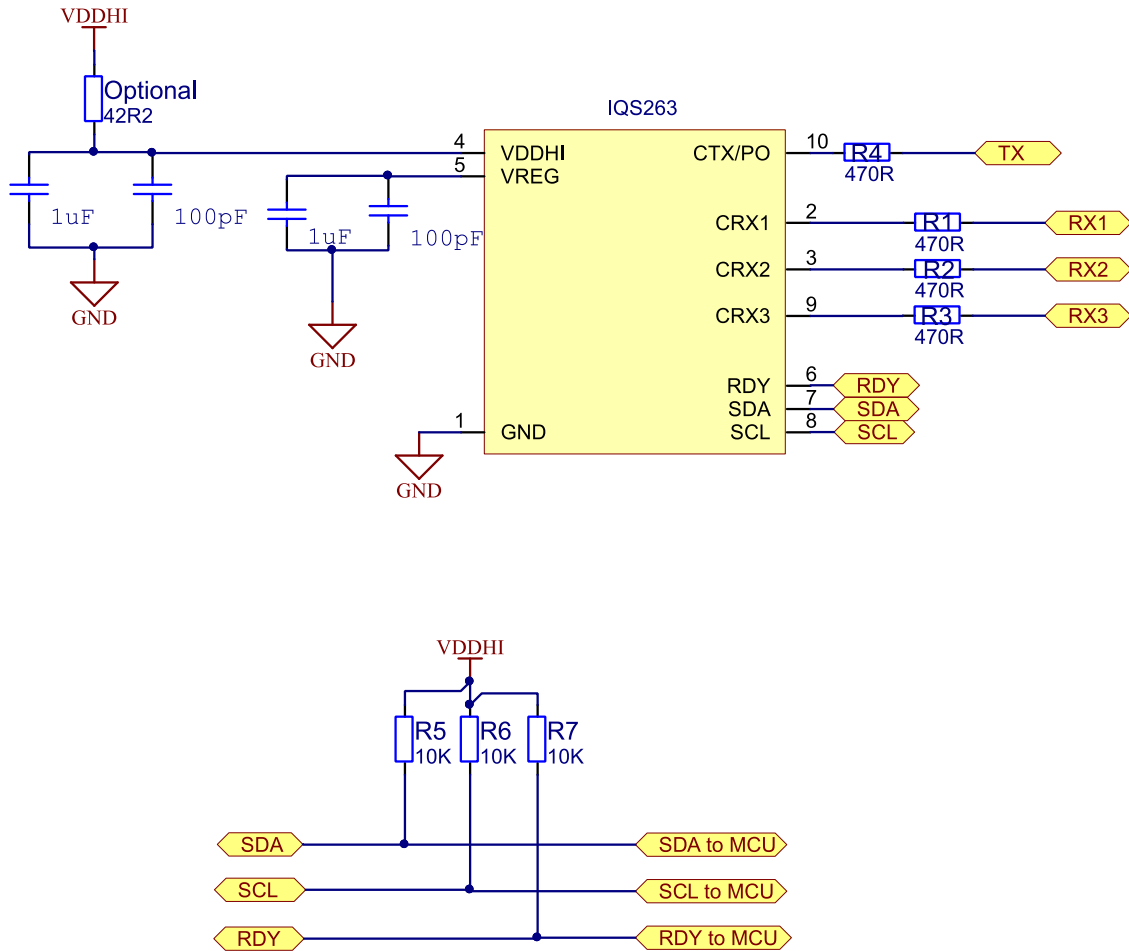 VDDHI
Optional
42R2
1uF
100pF
GND
1uF
100pF
GND
IQS263
4
VDDHI
5
VREG
1
GND
GND
CTX/PO
10
R4
470R
TX
CRX1
2
R1
470R
RX1
CRX2
3
R2
470R
RX2
CRX3
9
R3
470R
RX3
RDY
6
RDY
SDA
7
SDA
SCL
8
SCL
VDDHI
R5
10K
R6
10K
R7
10K
SDA
SDA to MCU
SCL
SCL to MCU
RDY
RDY to MCU